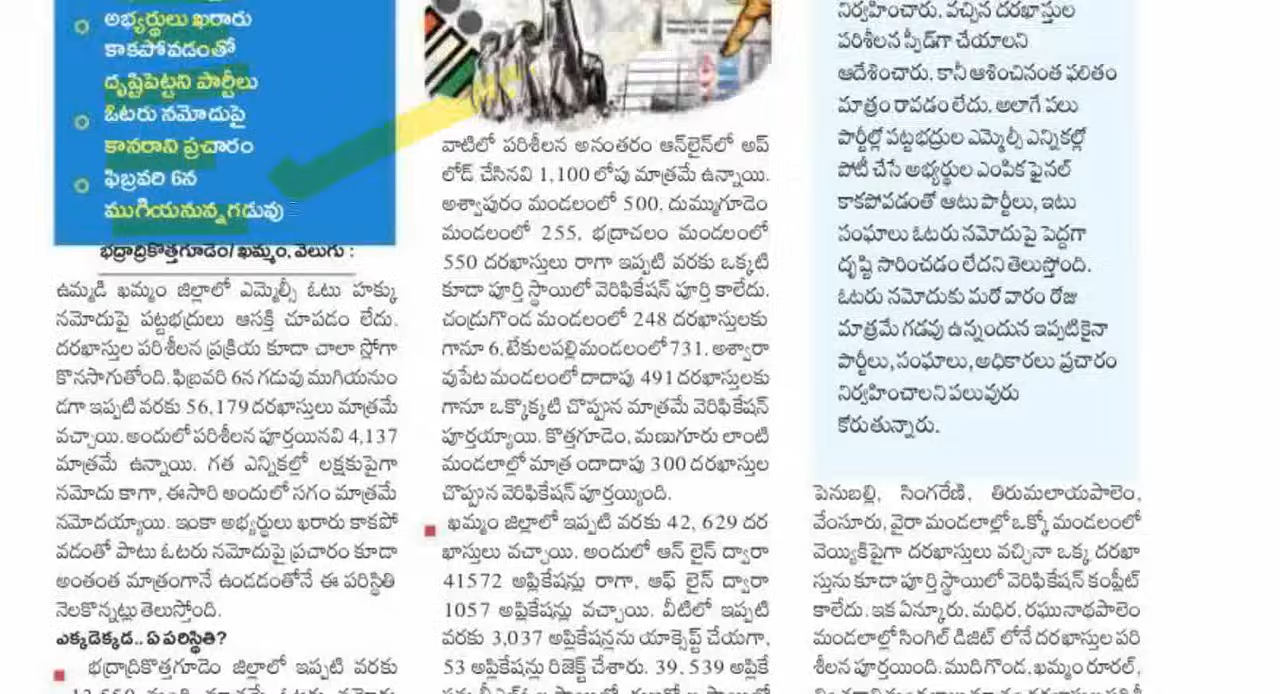 అభ్యర్థులు ఖరారు
కాకపోవడంతో
దృష్టిపెట్టని పార్టీలు
ఓటరు నమోదుపై
కానరాని ప్రచారం
ఫిబ్రవరి 6న
ముగియనున్న గడువు
భద్రాద్రికొత్తగూడెం/ ఖమ్మం, వెలుగు :
ఉమ్మడి ఖమ్మం జిల్లాలో ఎమ్మెల్సీ ఓటు హక్కు
నమోదుపై పట్టభద్రులు ఆసక్తి చూపడం లేదు.
దరఖాస్తుల పరిశీలన ప్రక్రియ కూడా చాలా స్లోగా
కొనసాగుతోంది. ఫిబ్రవరి 6న గడువు ముగియనుం
డగా ఇప్పటి వరకు 56,179 దరఖాస్తులు మాత్రమే
వచ్చాయి. అందులో పరిశీలన పూర్తయినవి 4,137
మాత్రమే ఉన్నాయి. గత ఎన్నికల్లో లక్షకుపైగా
నమోదు కాగా, ఈసారి అందులో సగం మాత్రమే
నమోదయ్యాయి. ఇంకా అభ్యర్థులు ఖరారు కాకపో
వడంతో పాటు ఓటరు నమోదుపై ప్రచారం కూడా
అంతంత మాత్రంగానే ఉండడంతోనే ఈ పరిస్థితి
నెలకొన్నట్లు తెలుస్తోంది.
ఎక్కడెక్కడ.. ఏ పరిస్థితి?
భద్రాద్రికొత్తగూడెం జిల్లాలో ఇప్పటి వరకు
వాటిలో పరిశీలన అనంతరం ఆన్‌లైన్‌లో అప్
లోడ్ చేసినవి 1,100 లోపు మాత్రమే ఉన్నాయి.
అశ్వాపురం మండలంలో 500, దుమ్ముగూడెం
మండలంలో 255, భద్రాచలం మండలంలో
550 దరఖాస్తులు రాగా ఇప్పటి వరకు ఒక్కటి
కూడా పూర్తి స్థాయిలో వెరిఫికేషన్ పూర్తి కాలేదు.
చండ్రుగొండ మండలంలో 248 దరఖాస్తులకు
గానూ 6, టేకులపల్లి మండలంలో 731, అశ్వారా
వుపేట మండలంలో దాదాపు 491 దరఖాస్తులకు
గానూ ఒక్కొక్కటి చొప్పున మాత్రమే వెరిఫికేషన్
పూర్తయ్యాయి. కొత్తగూడెం, మణుగూరు లాంటి
మండలాల్లో మాత్ర ందాదాపు 300 దరఖాస్తుల
చొప్పున వెరిఫికేషన్ పూర్తయ్యింది.
ఖమ్మం జిల్లాలో ఇప్పటి వరకు 42, 629 దర
ఖాస్తులు వచ్చాయి. అందులో ఆన్ లైన్ ద్వారా
41572 అప్లికేషన్లు రాగా, ఆఫ్ లైన్ ద్వారా
1057 అప్లికేషన్లు వచ్చాయి. వీటిలో ఇప్పటి
వరకు 3,037 అప్లికేషన్లను యాక్సెప్ట్ చేయగా,
53 అప్లికేషన్లు రిజెక్ట్ చేశారు. 39, 539 అప్లికే
నిర్వహించారు. వచ్చిన దరఖాస్తుల
పరిశీలన స్పీడ్‌గా చేయాలని
ఆదేశించారు. కానీ ఆశించినంత ఫలితం
మాత్రం రావడం లేదు. అలాగే పలు
పార్టీల్లో పట్టభద్రుల ఎమ్మెల్సీ ఎన్నికల్లో
పోటీ చేసే అభ్యర్థుల ఎంపిక ఫైనల్
కాకపోవడంతో ఆటు పార్టీలు, ఇటు
సంఘాలు ఓటరు నమోదుపై పెద్దగా
దృష్టి సారించడం లేదని తెలుస్తోంది.
ఓటరు నమోదుకు మరో వారం రోజు
మాత్రమే గడవు ఉన్నందున ఇప్పటికైనా
పార్టీలు, సంఘాలు, అధికారలు ప్రచారం
నిర్వహించాలని పలువురు
కోరుతున్నారు.
పెనుబల్లి, సింగరేణి, తిరుమలాయపాలెం,
వేంసూరు, వైరా మండలాల్లో ఒక్కో మండలంలో
వెయ్యికిపైగా దరఖాస్తులు వచ్చినా ఒక్క దరఖా
స్తును కూడా పూర్తి స్థాయిలో వెరిఫికేషన్ కంప్లీట్
కాలేదు. ఇక ఏన్కూరు, మధిర, రఘునాథపాలెం
మండలాల్లో సింగిల్ డిజిట్ లోనే దరఖాస్తుల పరి
శీలన పూర్తయింది. ముదిగొండ, ఖమ్మం రూరల్,